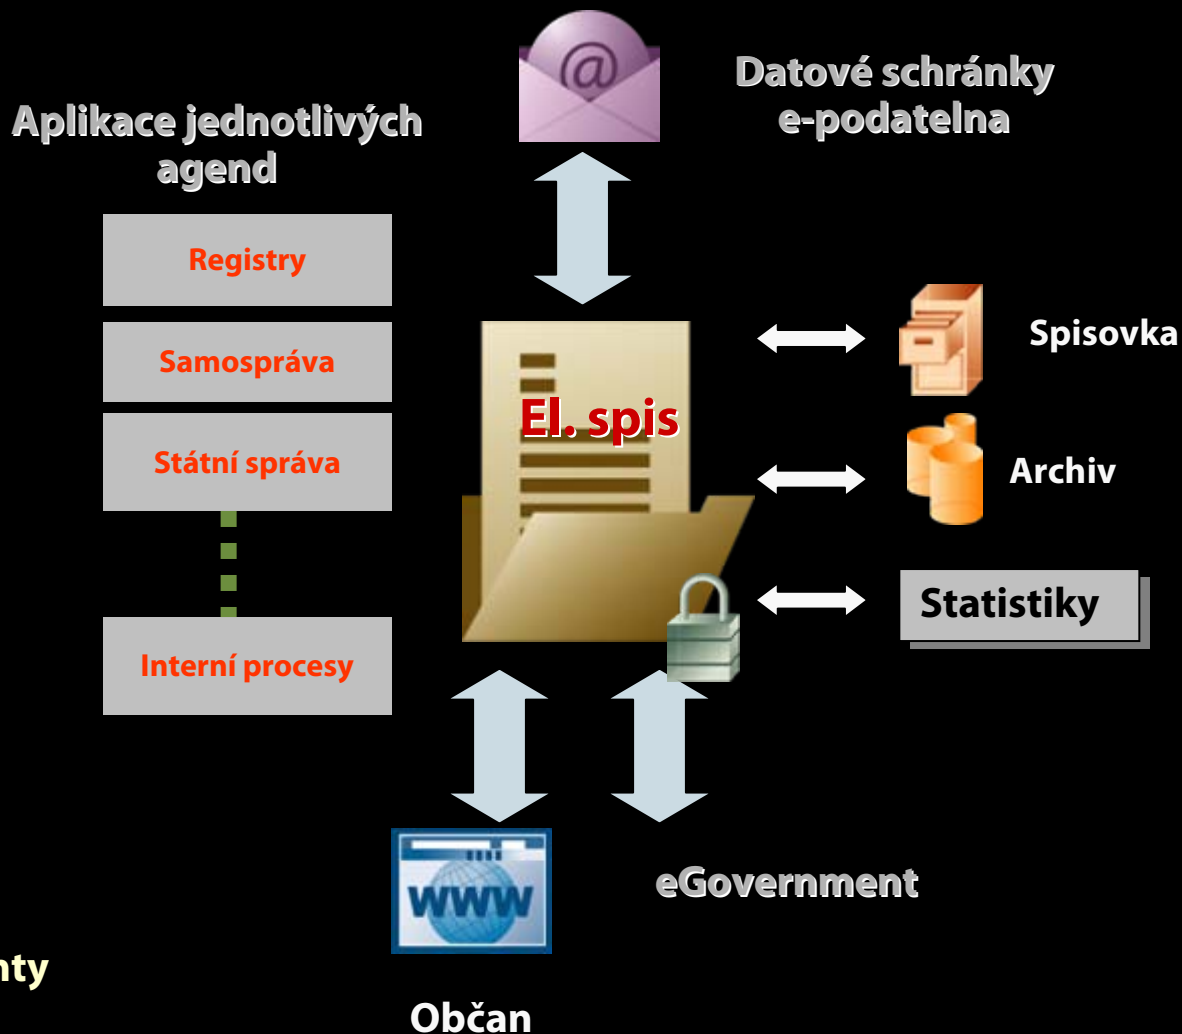 Datové schránky
e-podatelna
Aplikace jednotlivých
agend
@
Registry
Samospráva
Státní správa
Interní procesy
El. spis
Spisovka
Archiv
Statistiky
www
eGovernment
Občan